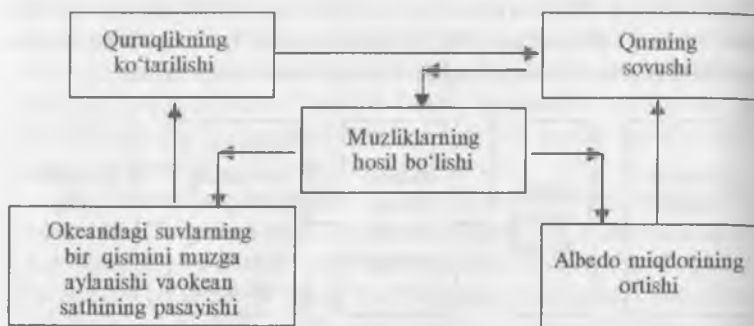 Quruqlikning
ko‘tarilishi
Qurning
sovushi
Muzliklarning
hosil bo‘lishi
Okeandagi suvlarning
bir qismini muzga
aylanishi vaokean
sathining pasayishi
Albedo miqdorining
ortishi